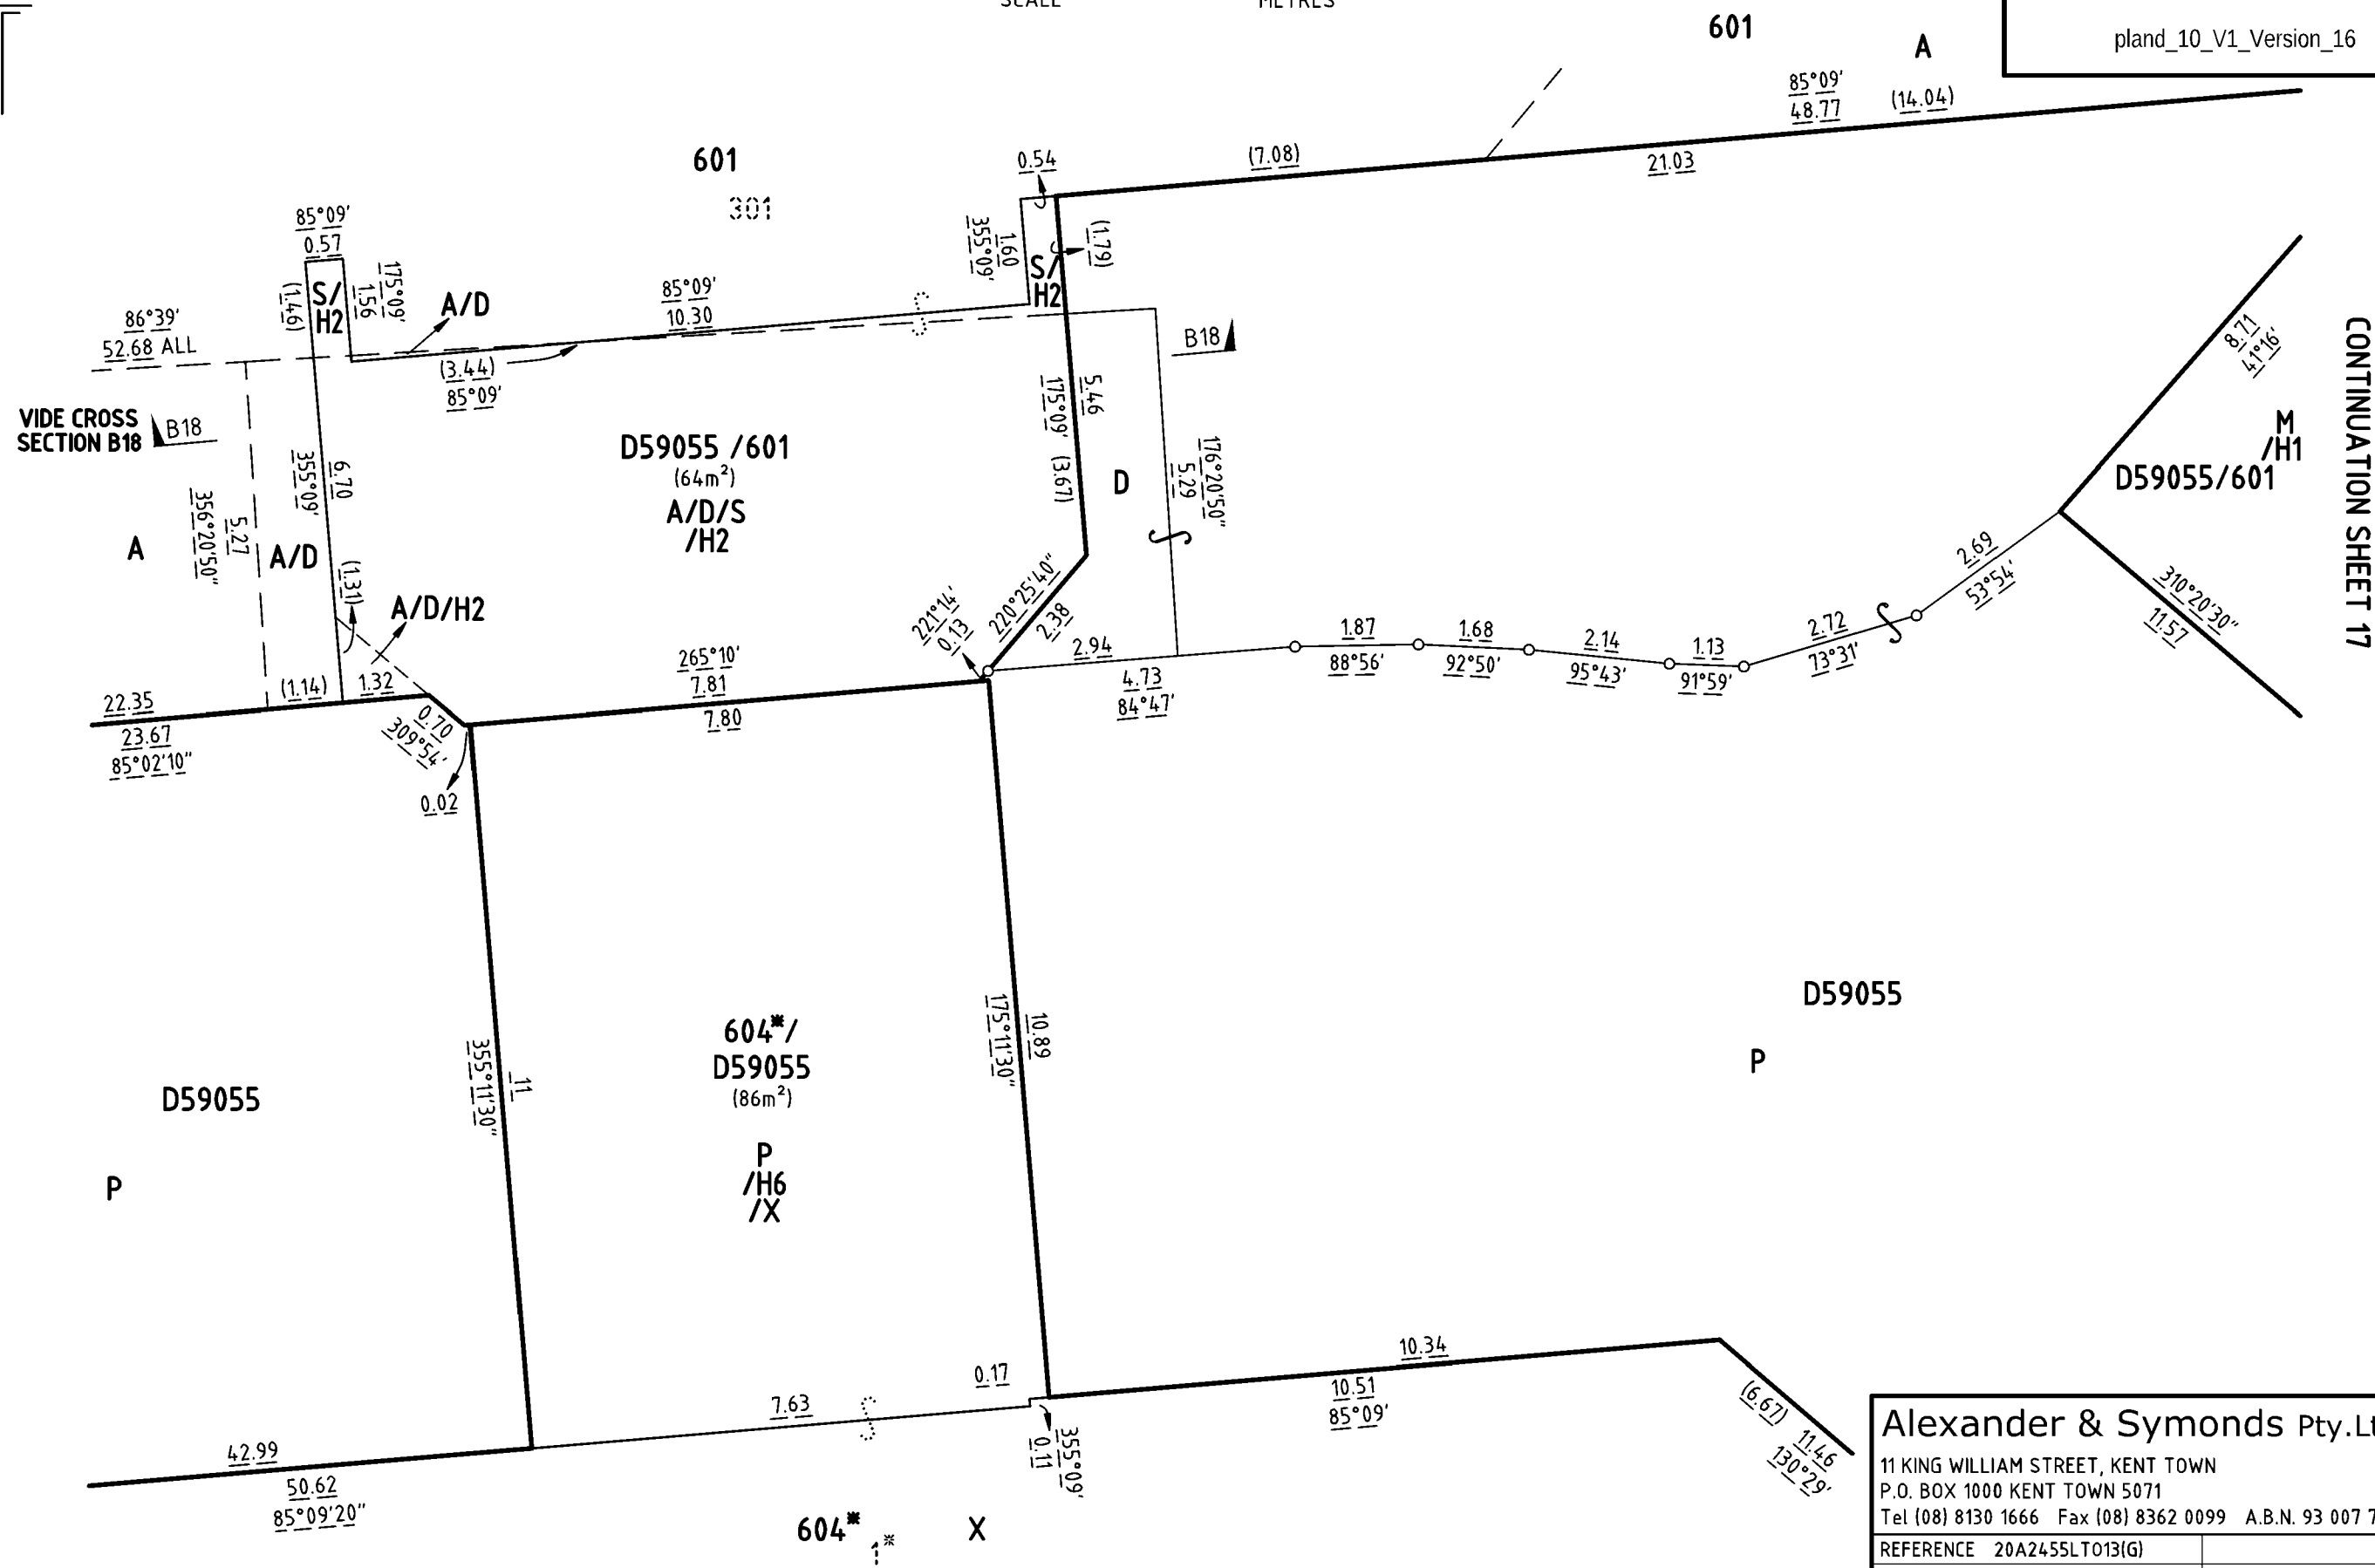 SCALE METRES
pland_10_V1_Version_16
601
A
85°09'
48.77
(14.04)
21.03
(7.08)
0.54
601
301
85°09'
0.57
(1.46)
S/
H2
1.56
175°09'
A/D
86°39'
52.68 ALL
85°09'
10.30
(3.44)
85°09'
1.60
355°09'
S/
H2
(1.79)
B18
VIDE CROSS
SECTION B18
B18
6.70
355°09'
5.27
356°20'50"
A
A/D
(1.31)
A/D/H2
D59055 /601
(64m²)
A/D/S
/H2
5.46
175°09'
(3.67)
D
176°20'50"
5.29
8.71
41°16'
M
/H1
D59055/601
CONTINUATION SHEET 17
310°20'30"
11.57
221°14'
0.13
220°25'40"
2.38
2.94
4.73
84°47'
1.87
88°56'
1.68
92°50'
2.14
95°43'
1.13
91°59'
2.72
73°31'
2.69
53°54'
22.35
23.67
85°02'10"
(1.14)
1.32
0.70
309°54'
0.02
265°10'
7.81
7.80
D59055
P
11
355°11'30"
604*/
D59055
(86m²)
P
/H6
/X
10.89
175°11'30"
D59055
P
42.99
50.62
85°09'20"
7.63
0.17
355°09'
0.11
10.34
10.51
85°09'
(6.67)
11.46
130°29'
604*
1*
X
Alexander & Symonds Pty.Lt
11 KING WILLIAM STREET, KENT TOWN
P.O. BOX 1000 KENT TOWN 5071
Tel (08) 8130 1666 Fax (08) 8362 0099 A.B.N. 93 007 7
REFERENCE 20A2455LTO13(G)